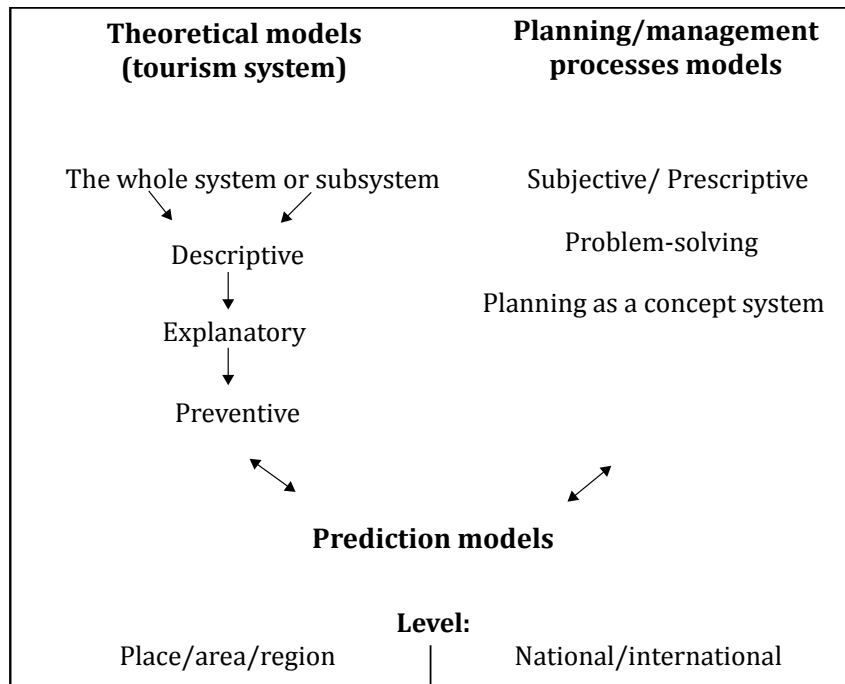 Theoretical models
(tourism system)
Planning/management
processes models
The whole system or subsystem
Descriptive
Explanatory
Preventive
Subjective/ Prescriptive
Problem-solving
Planning as a concept system
Prediction models
Level:
Place/area/region
National/international